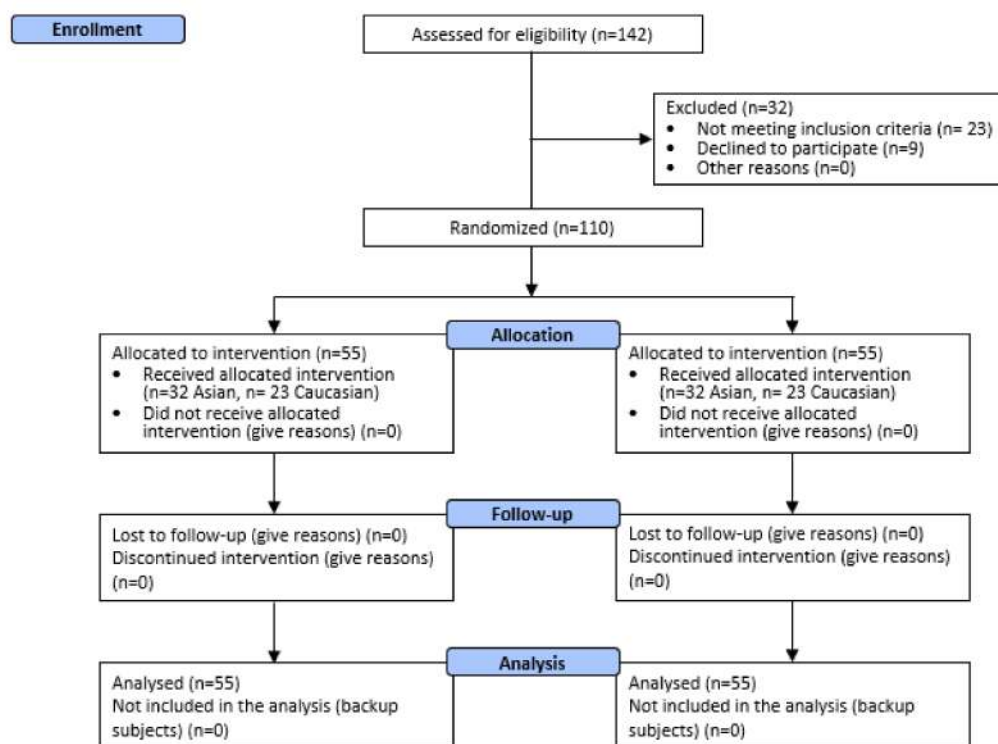 Enrollment
Assessed for eligibility (n=142)
Excluded (n=32)
• Not meeting inclusion criteria (n= 23)
• Declined to participate (n=9)
• Other reasons (n=0)
Randomized (n=110)
Allocation
Allocated to intervention (n=55)
• Received allocated intervention
(n=32 Asian, n= 23 Caucasian)
• Did not receive allocated
intervention (give reasons) (n=0)
Allocated to intervention (n=55)
• Received allocated intervention
(n=32 Asian, n= 23 Caucasian)
• Did not receive allocated
intervention (give reasons) (n=0)
Follow-up
Lost to follow-up (give reasons) (n=0)
Discontinued intervention (give reasons)
(n=0)
Lost to follow-up (give reasons) (n=0)
Discontinued intervention (give reasons)
(n=0)
Analysis
Analysed (n=55)
Not included in the analysis (backup
subjects) (n=0)
Analysed (n=55)
Not included in the analysis (backup
subjects) (n=0)